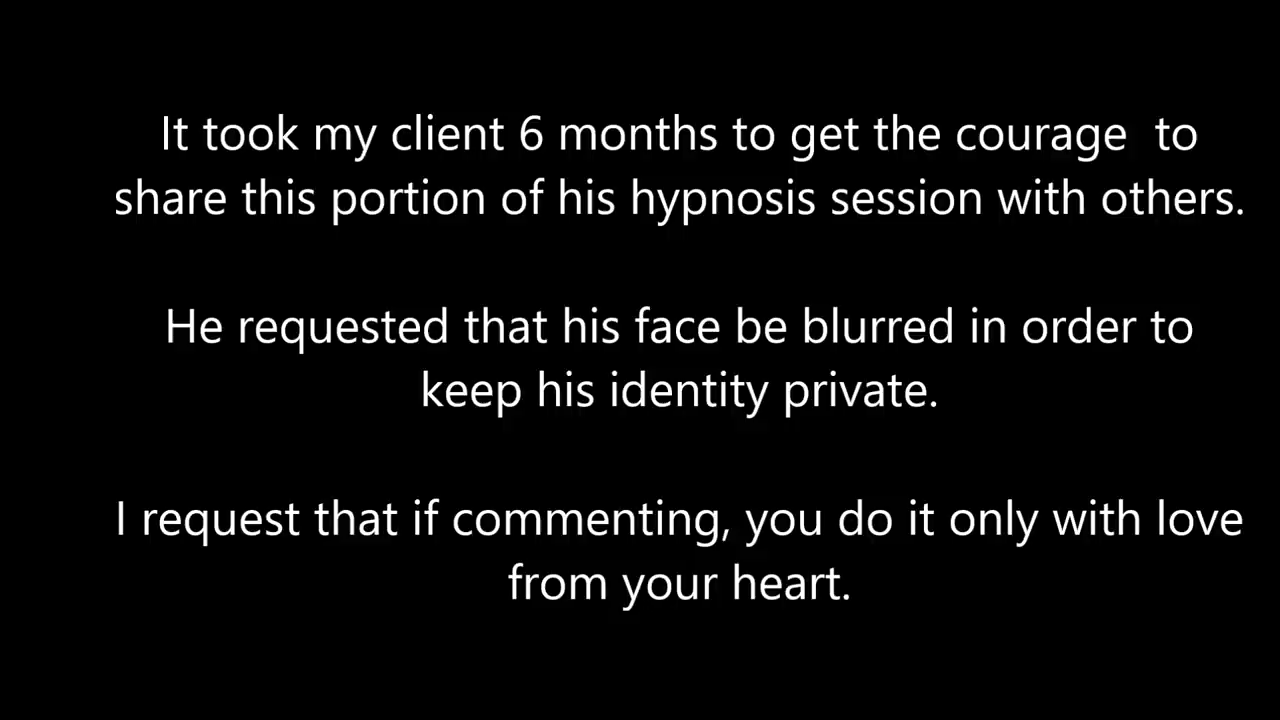 It took my client 6 months to get the courage  to
share this portion of his hypnosis session with others.
He requested that his face be blurred in order to
keep his identity private.
I request that if commenting, you do it only with love
from your heart.